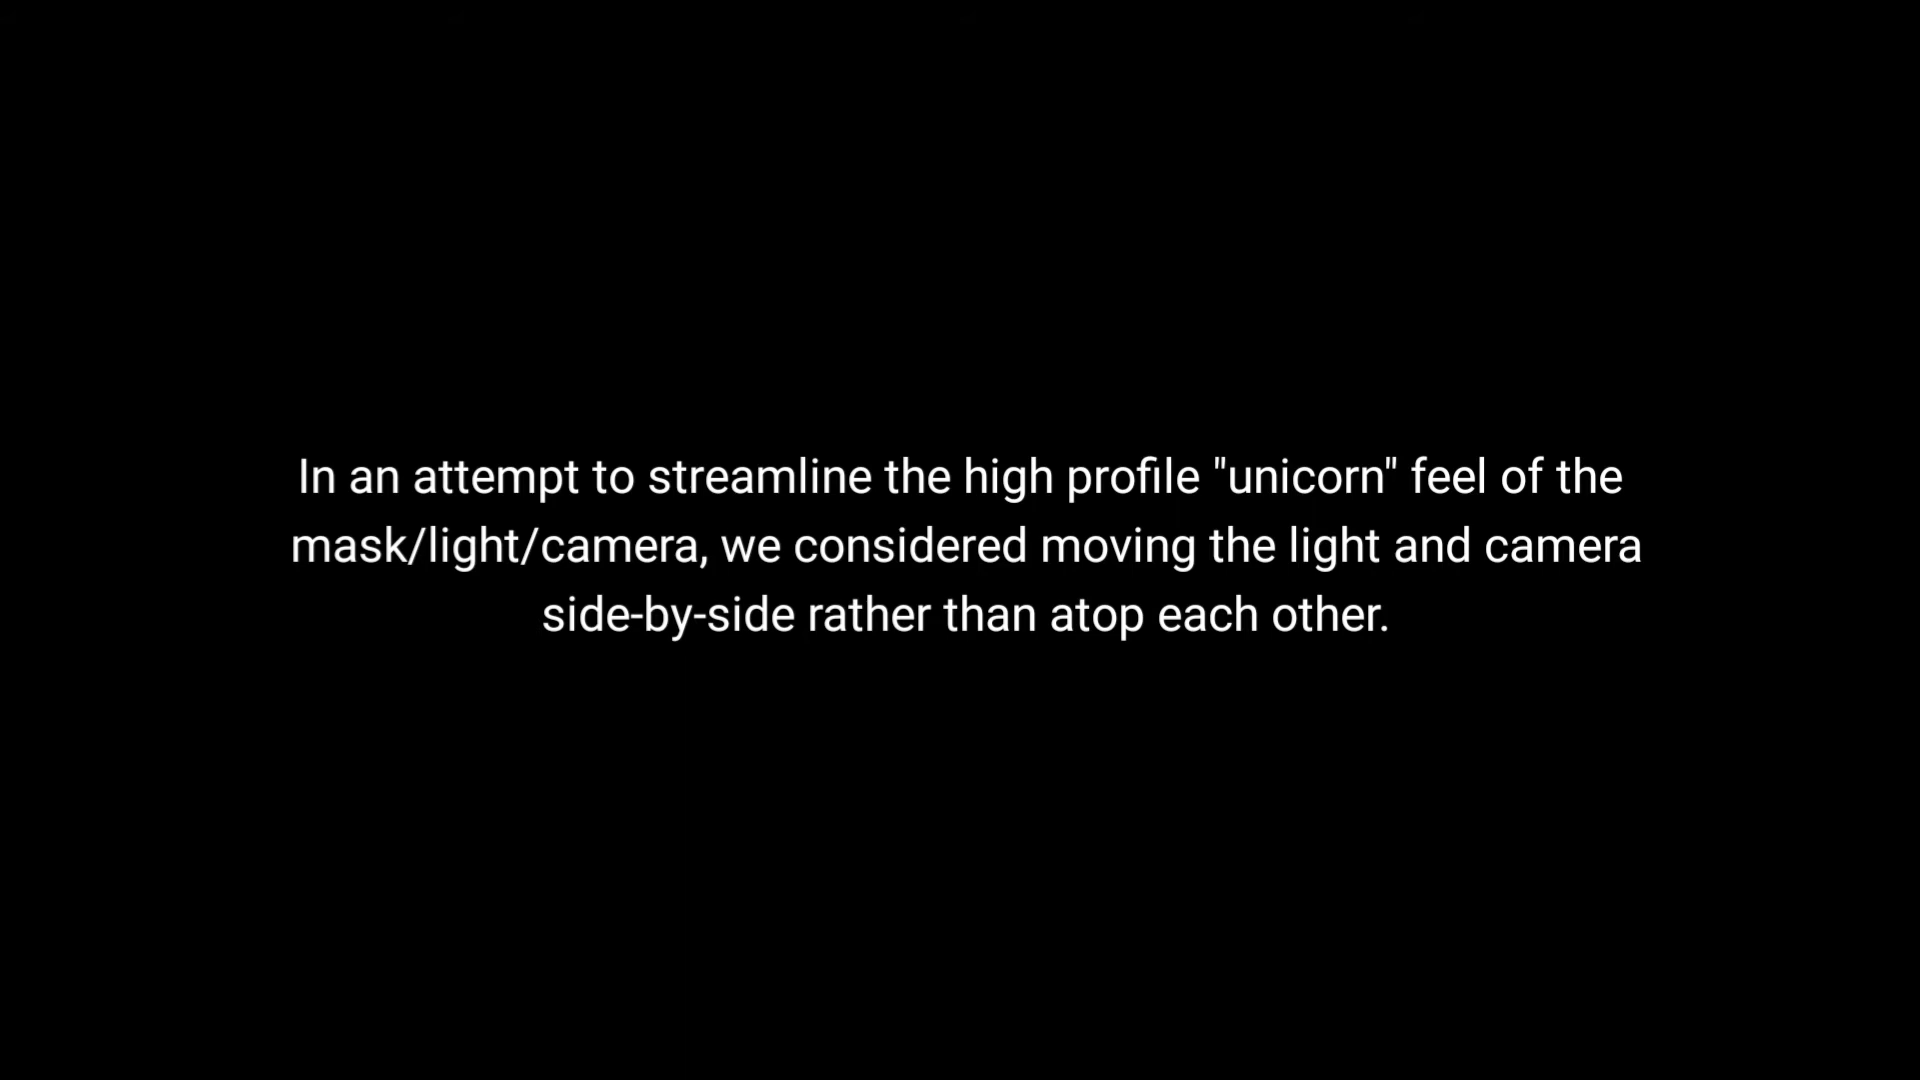 In an attempt to streamline the high profile "unicorn" feel of the
mask/light/camera, we considered moving the light and camera
side-by-side rather than atop each other.